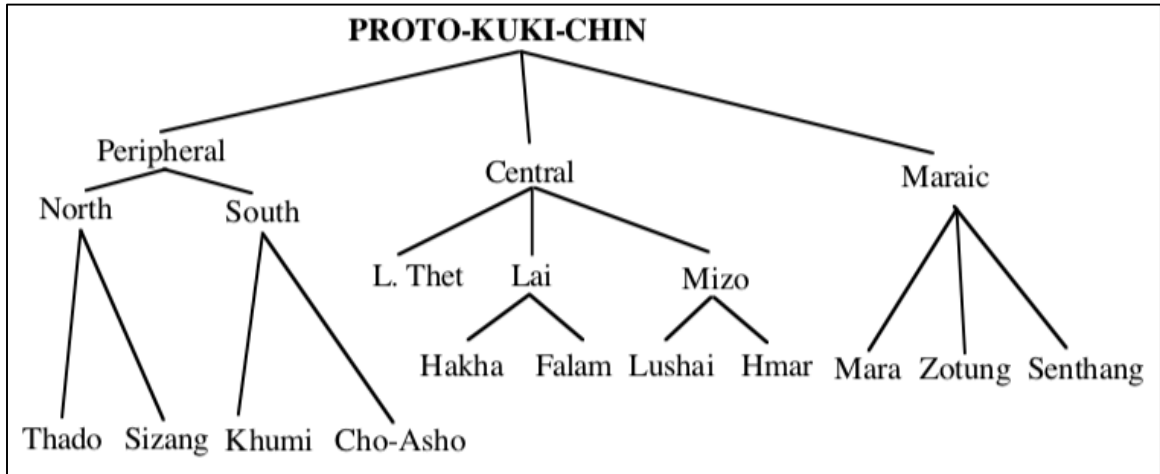 PROTO-KUKI-CHIN
Peripheral
Central
Maraic
North South
L. Thet Lai Mizo
Hakha Falam Lushai Hmar Mara Zotung Senthang
Thado Sizang Khumi Cho-Asho